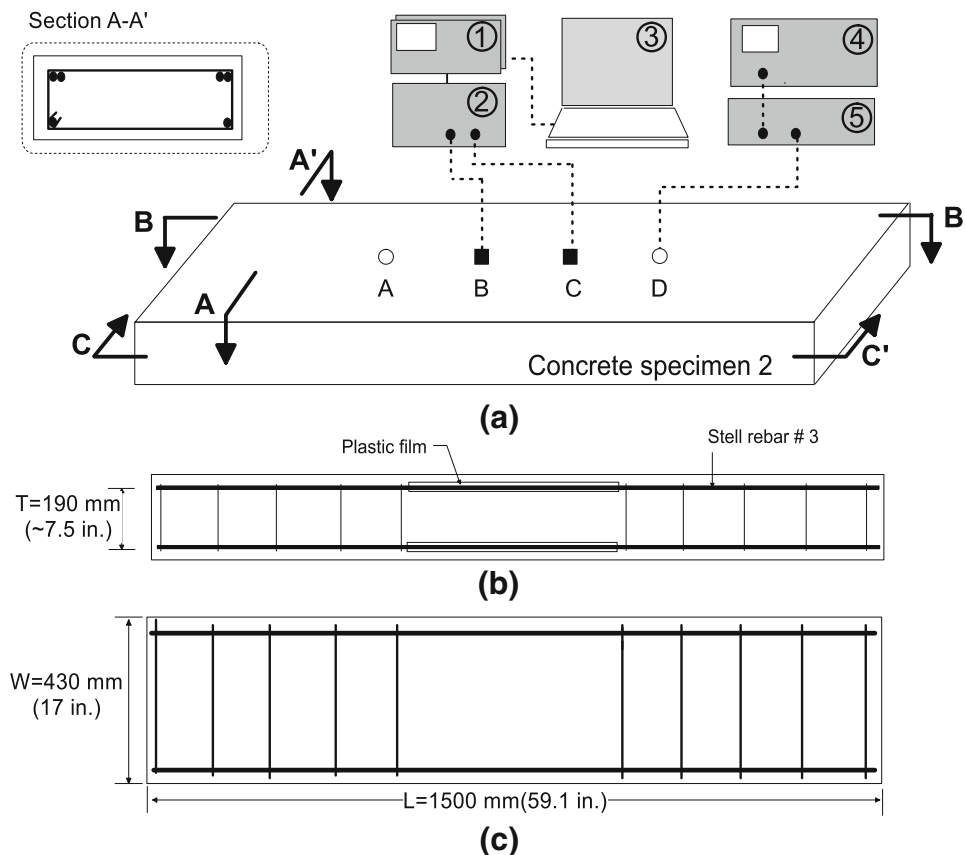 Section A-A'
①
②
③
④
⑤
A'
B
B
A
A
B
C
D
C
C'
Concrete specimen 2
(a)
Plastic film
Stell rebar # 3
T=190 mm
(~7.5 in.)
(b)
W=430 mm
(17 in.)
L=1500 mm(59.1 in.)
(c)